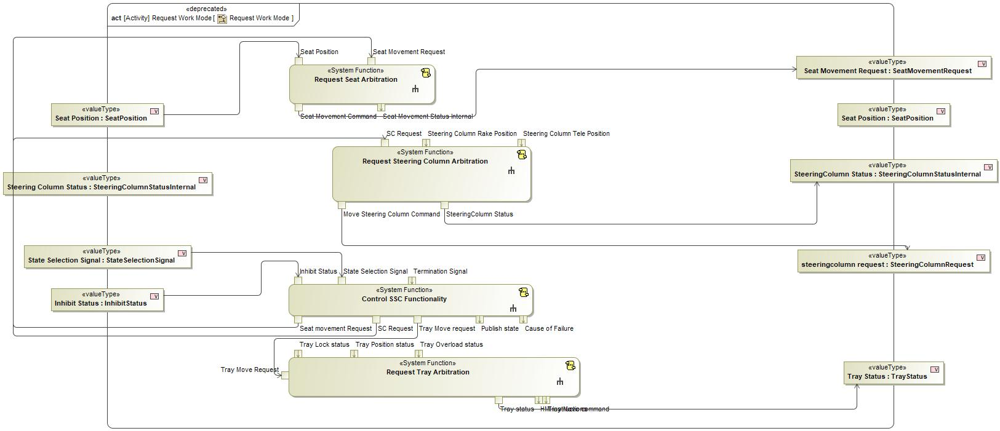 «deprecated»
act [Activity] Request Work Mode [ Request Work Mode ]
Seat Position
Seat Movement Request
«System Function»
Request Seat Arbitration
Seat Movement Command
Seat Movement Status Internal
«valueType»
Seat Movement Request : SeatMovementRequest
«valueType»
Seat Position : SeatPosition
«valueType»
Seat Position : SeatPosition
SC Request
Steering Column Rake Position
Steering Column Tele Position
«System Function»
Request Steering Column Arbitration
«valueType»
Steering Column Status : SteeringColumnStatusInternal
«valueType»
SteeringColumn Status : SteeringColumnStatusInternal
Move Steering Column Command
SteeringColumn Status
«valueType»
State Selection Signal : StateSelectionSignal
«valueType»
steeringcolumn request : SteeringColumnRequest
Inhibit Status
State Selection Signal
Termination Signal
«System Function»
Control SSC Functionality
«valueType»
Inhibit Status : InhibitStatus
Seat movement Request
SC Request
Tray Move request
Publish state
Cause of Failure
Tray Lock status
Tray Position status
Tray Overload status
Tray Move Request
«System Function»
Request Tray Arbitration
«valueType»
Tray Status : TrayStatus
Tray status
command